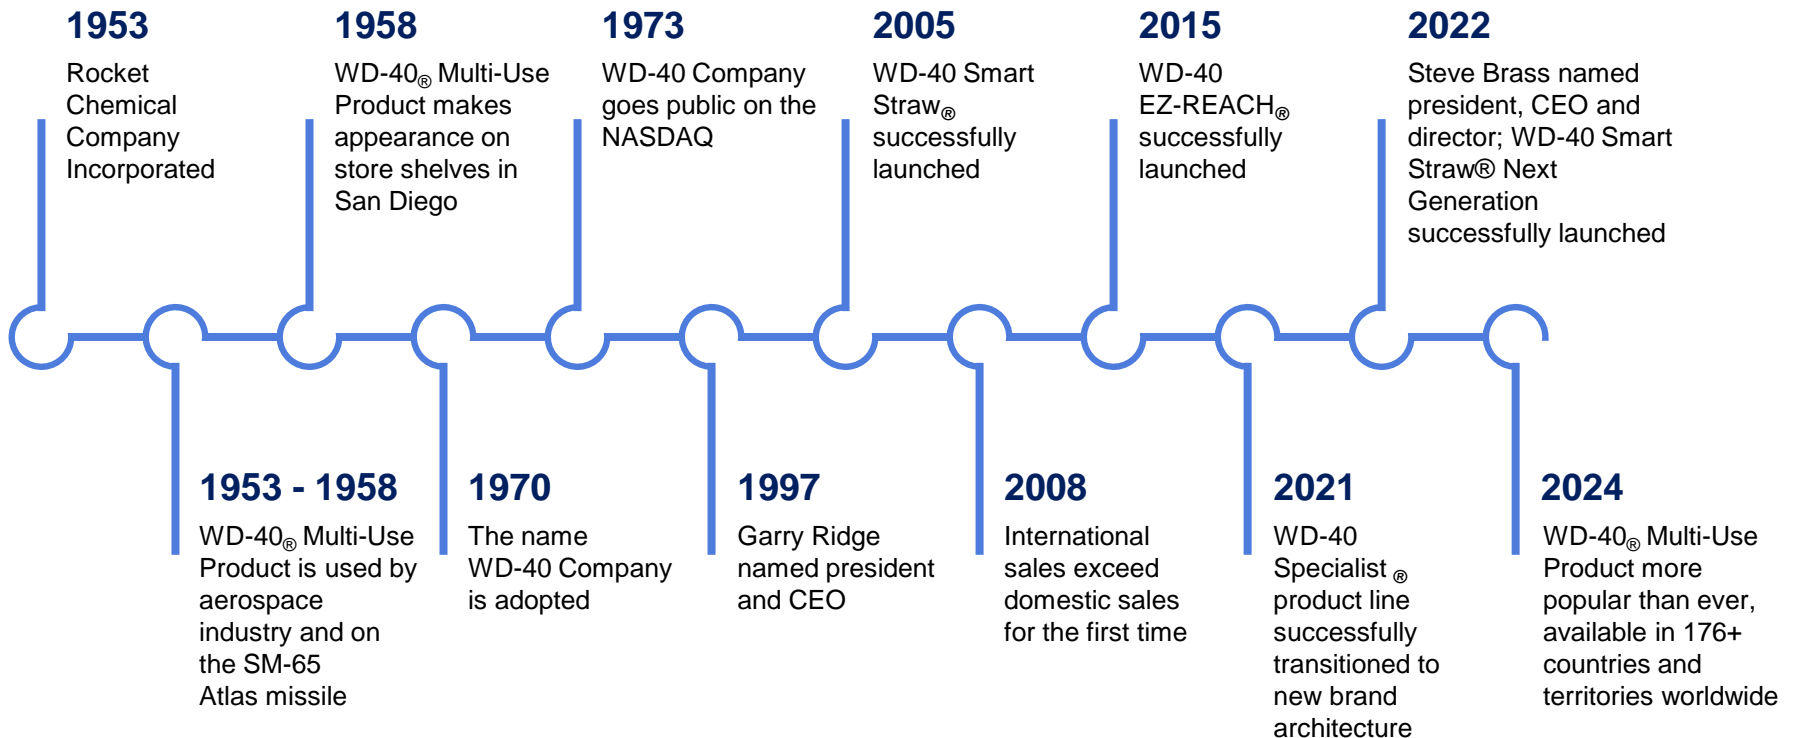 1953
Rocket
Chemical
Company
Incorporated
1953 - 1958
WD-40® Multi-Use
Product is used by
aerospace
industry and on
the SM-65
Atlas missile
1958
WD-40® Multi-Use
Product makes
appearance on
store shelves in
San Diego
1970
The name
WD-40 Company
is adopted
1973
WD-40 Company
goes public on the
NASDAQ
1997
Garry Ridge
named president
and CEO
2005
WD-40 Smart
Straw®
successfully
launched
2008
International
sales exceed
domestic sales
for the first time
2015
WD-40
EZ-REACH®
successfully
launched
2021
WD-40
Specialist ®
product line
successfully
transitioned to
new brand
architecture
2022
Steve Brass named
president, CEO and
director; WD-40 Smart
Straw® Next
Generation
successfully launched
2024
WD-40® Multi-Use
Product more
popular than ever,
available in 176+
countries and
territories worldwide